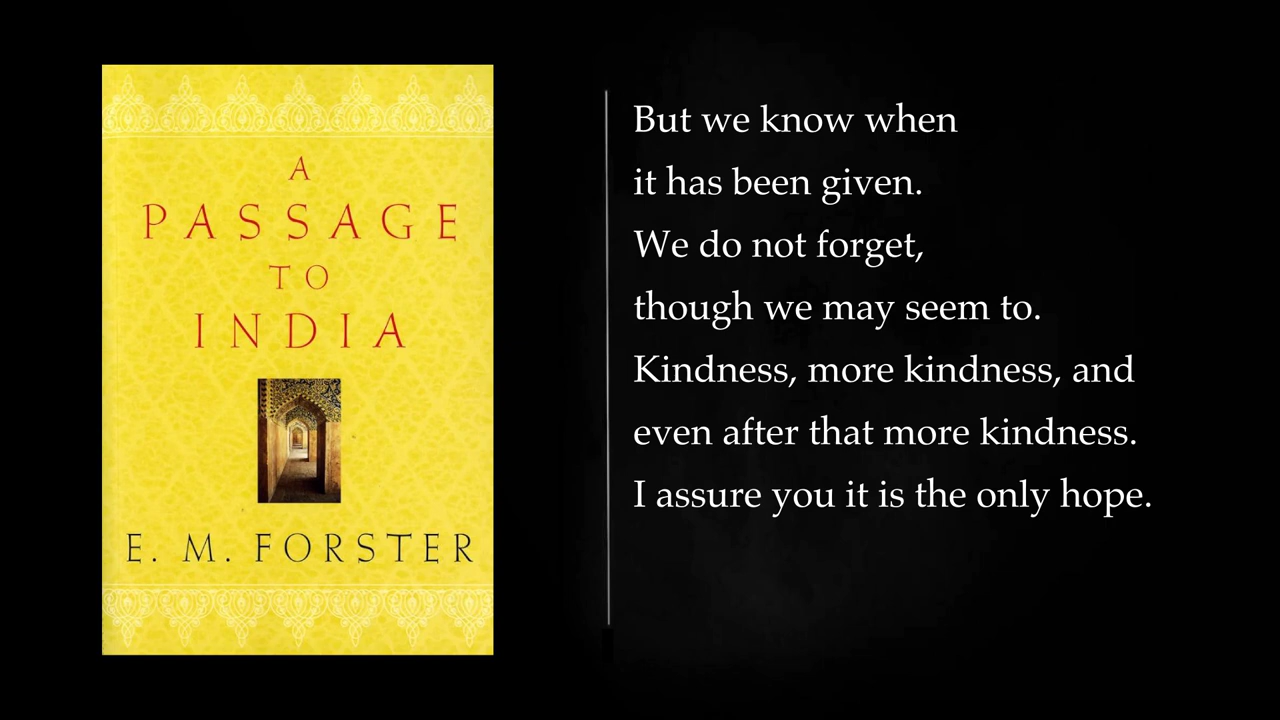 A
PASSAGE
TO
INDIA
E. M. FORSTER
But we know when
it has been given.
We do not forget,
though we may seem to.
Kindness, more kindness, and
even after that more kindness.
I assure you it is the only hope.